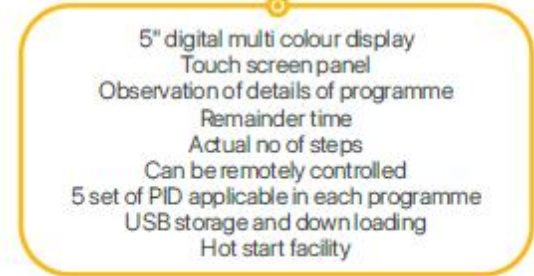 5" digital multi colour display
Touch screen panel
Observation of details of programme
Remainder time
Actual no of steps
Can be remotely controlled
5 set of PID applicable in each programme
USB storage and down loading
Hot start facility